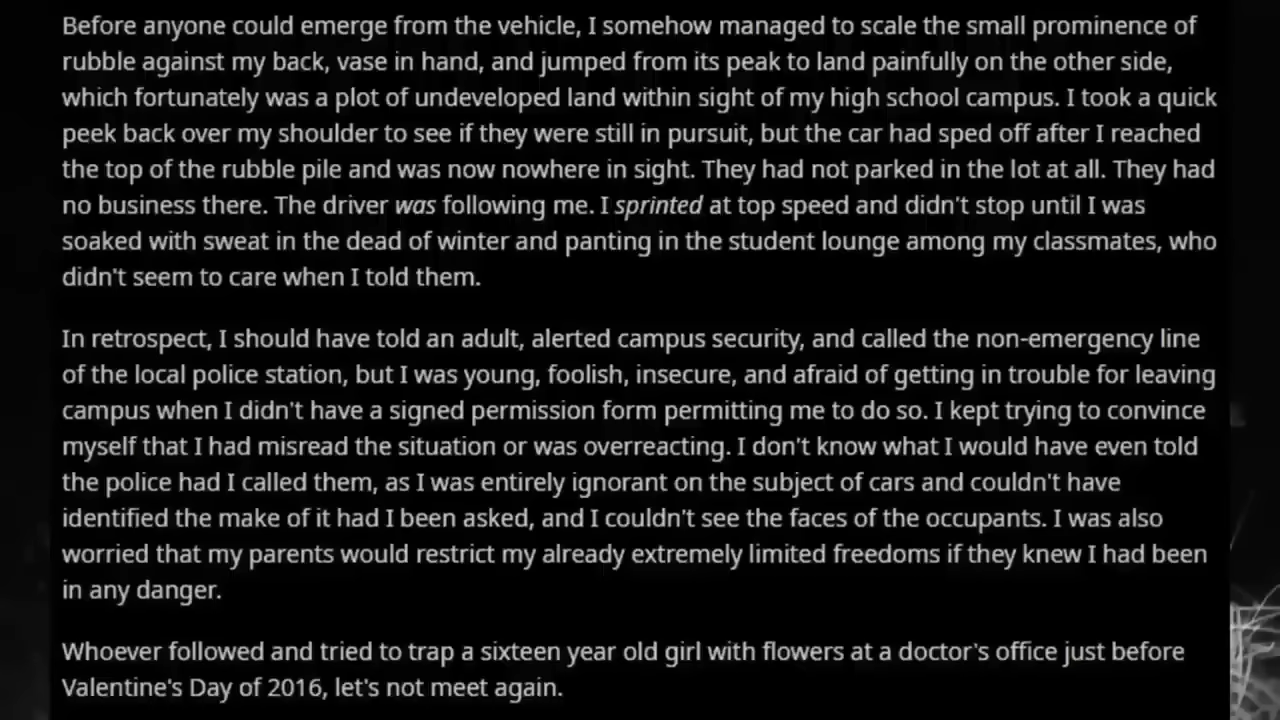 Before anyone could emerge from the vehicle, I somehow managed to scale the small prominence of
rubble against my back, vase in hand, and jumped from its peak to land painfully on the other side,
which fortunately was a plot of undeveloped land within sight of my high school campus. I took a quick
peek back over my shoulder to see if they were still in pursuit, but the car had sped off after I reached
the top of the rubble pile and was now nowhere in sight. They had not parked in the lot at all. They had
no business there. The driver was following me. I sprinted at top speed and didn't stop until I was
soaked with sweat in the dead of winter and panting in the student lounge among my classmates, who
didn't seem to care when I told them.
In retrospect, I should have told an adult, alerted campus security, and called the non-emergency line
of the local police station, but I was young, foolish, insecure, and afraid of getting in trouble for leaving
campus when I didn't have a signed permission form permitting me to do so. I kept trying to convince
myself that I had misread the situation or was overreacting. I don't know what I would have even told
the police had I called them, as I was entirely ignorant on the subject of cars and couldn't have
identified the make of it had I been asked, and I couldn't see the faces of the occupants. I was also
worried that my parents would restrict my already extremely limited freedoms if they knew I had been
in any danger.
Whoever followed and tried to trap a sixteen year old girl with flowers at a doctor's office just before
Valentine's Day of 2016, let's not meet again.